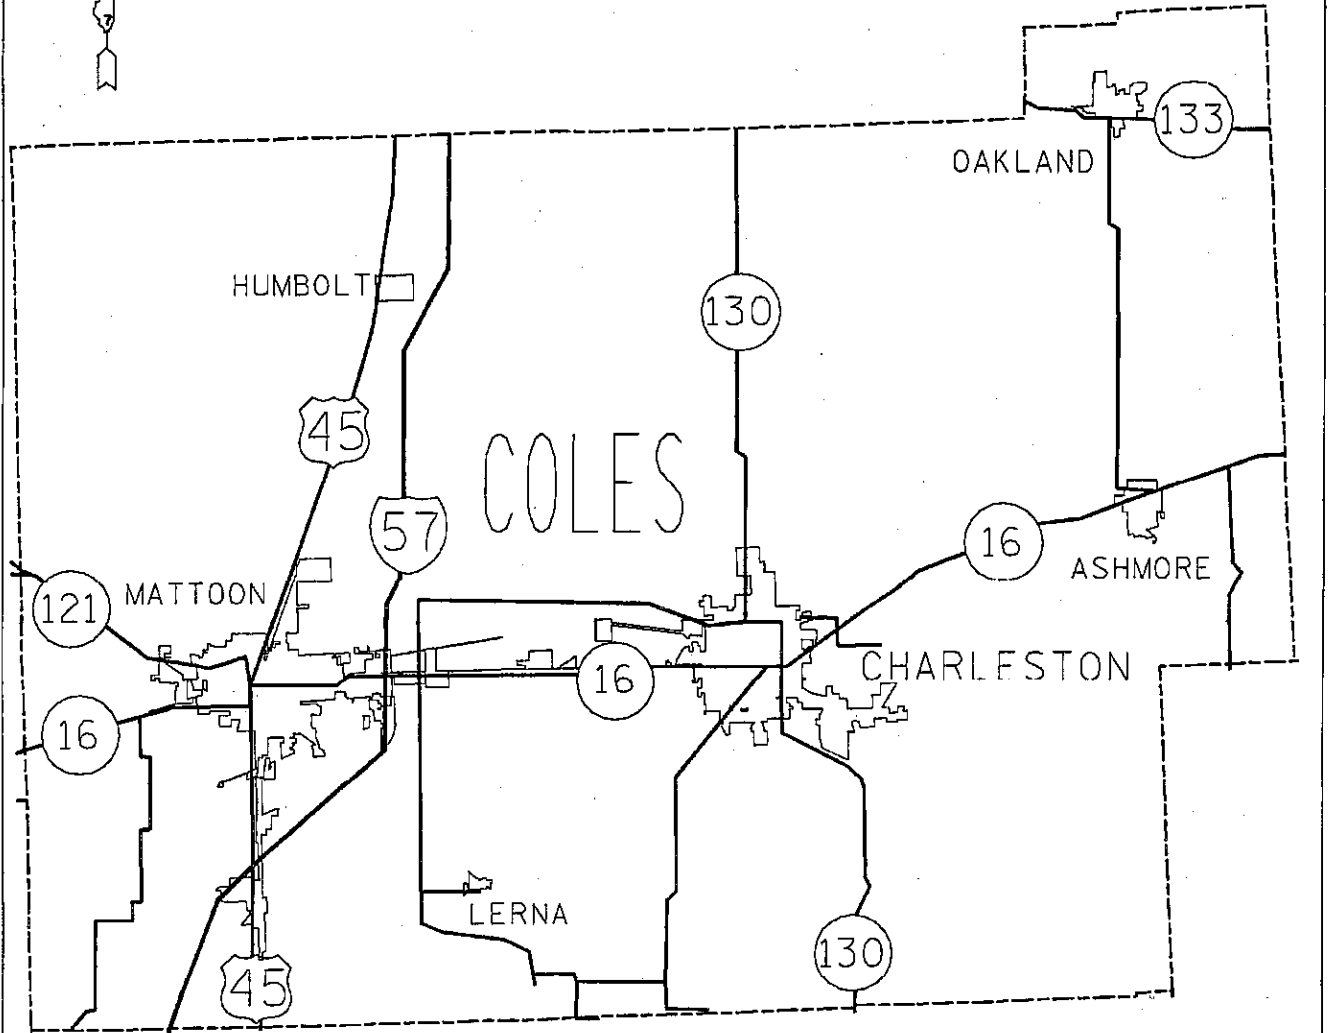 133
OAKLAND
HUMBOLT
130
45
COLES
57
16
ASHMORE
121
MATTOON
CHARLESTON
16
16
LERNA
130
45